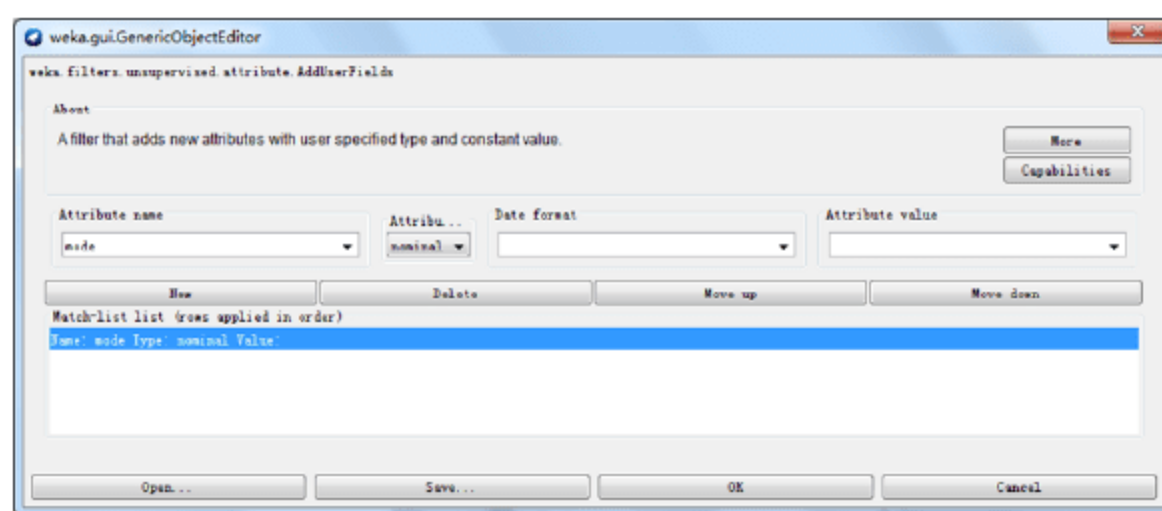 weka.gui.GenericObjectEditor
weka.filters.unsupervised.attribute.AddUserFields
About
A filter that adds new attributes with user specified type and constant value.
More
Capabilities
Attribute name
Attribu...
Date format
Attribute value
mode
nominal
New
Delete
Move up
Move down
Match-list list (rows applied in order)
Name: mode Type: nominal Value:
Open...
Save...
OK
Cancel